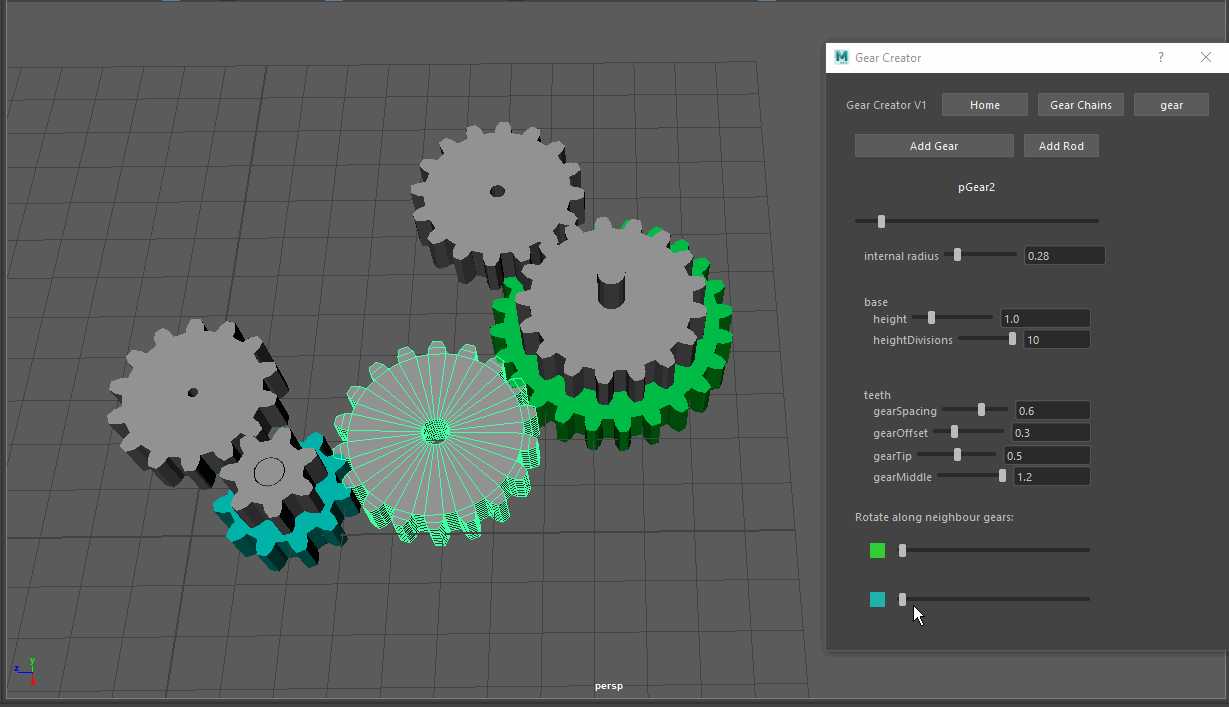 Gear Creator
?
Gear Creator V1 Home Gear Chains gear
Add Gear Add Rod
pGear2
internal radius 0.28
base
height 1.0
heightDivisions 10
teeth
gearSpacing 0.6
gearOffset 0.3
gearTip 0.5
gearMiddle 1.2
Rotate along neighbour gears:
y
z
x
persp